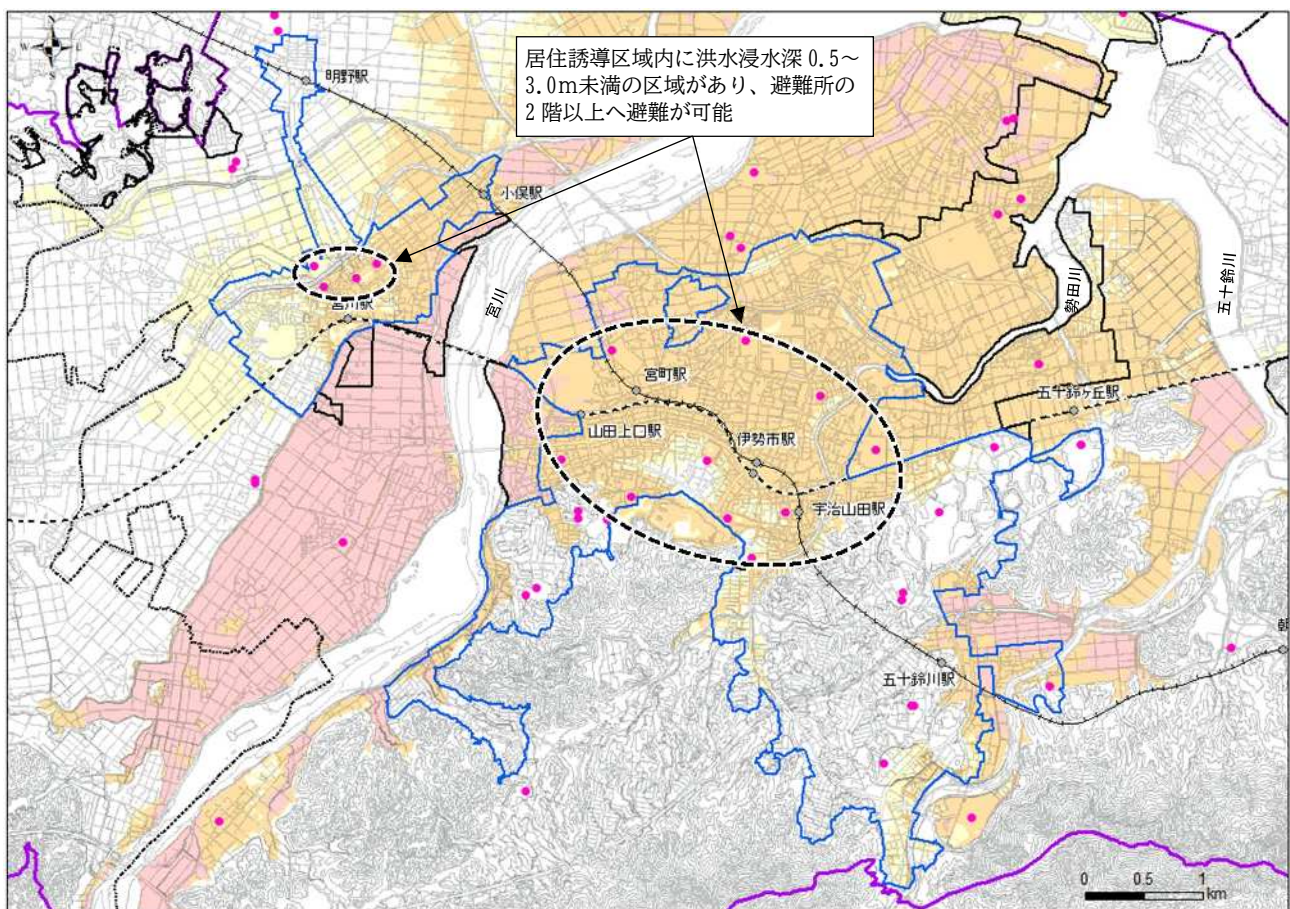 居住誘導区域内に洪水浸水深 0.5～
3.0m未満の区域があり、避難所の
2 階以上へ避難が可能
明野駅
小俣駅
宮川駅
宮川
勢田川
五十鈴川
宮町駅
山田上口駅
伊勢市駅
宇治山田駅
五十鈴ヶ丘駅
五十鈴川駅
朝
0 0.5 1
km